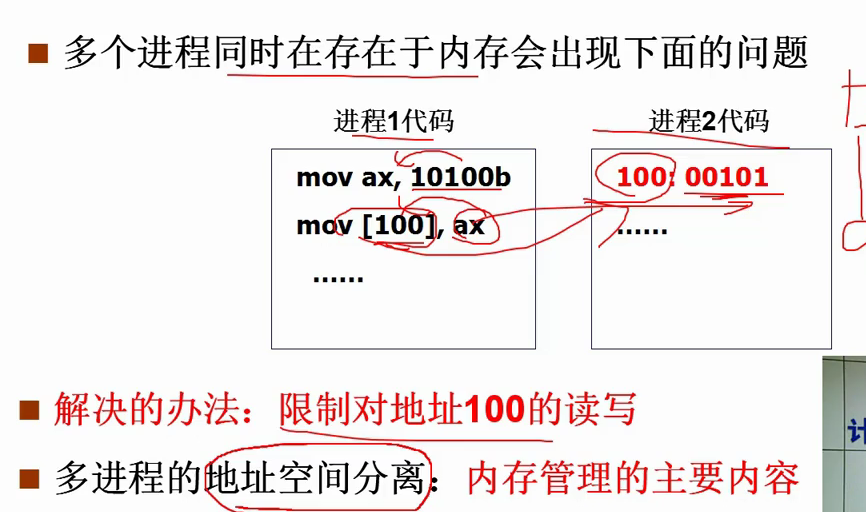 多个进程同时在存在于内存会出现下面的问题
进程1代码
进程2代码
mov ax, 10100b
mov [100], ax
......
100: 00101
......
解决的办法：限制对地址100的读写
多进程的地址空间分离：内存管理的主要内容
计